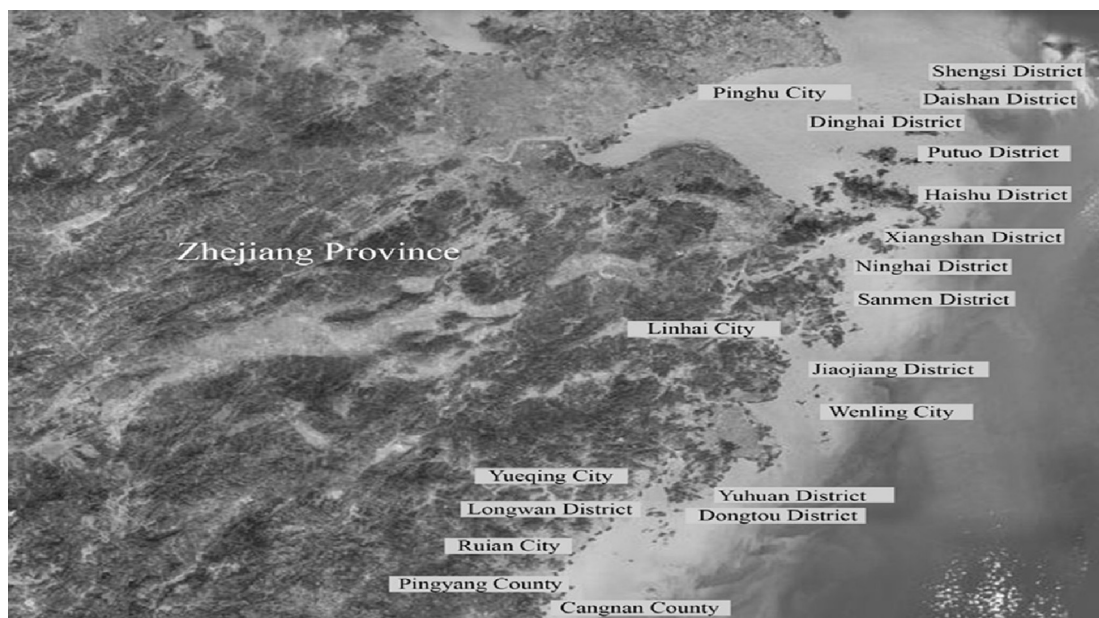 Shengsi District
Pinghu City
Daishan District
Dinghai District
Putuo District
Haishu District
Xiangshan District
Zhejiang Province
Ninghai District
Sanmen District
Linhai City
Jiaojiang District
Wenling City
Yueqing City
Yuhuan District
Longwan District
Dongtou District
Ruian City
Pingyang County
Cangnan County